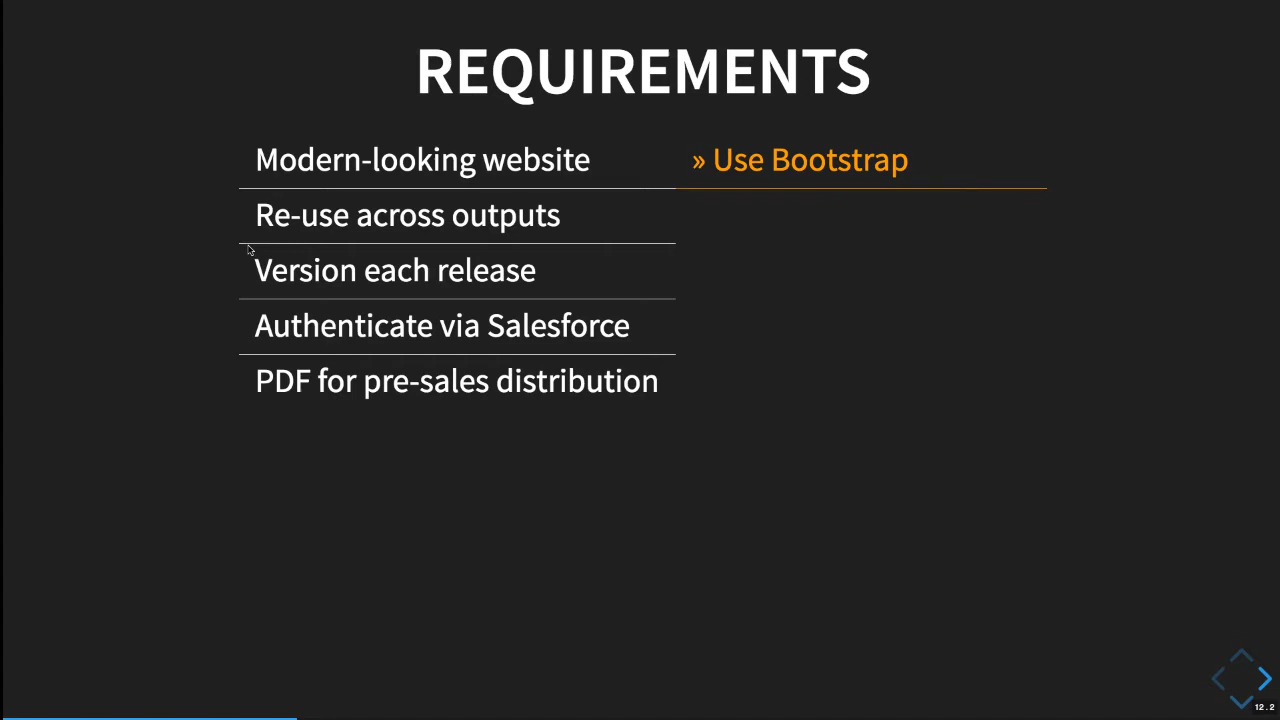 REQUIREMENTS
Modern-looking website » Use Bootstrap
Re-use across outputs
Version each release
Authenticate via Salesforce
PDF for pre-sales distribution
12.2